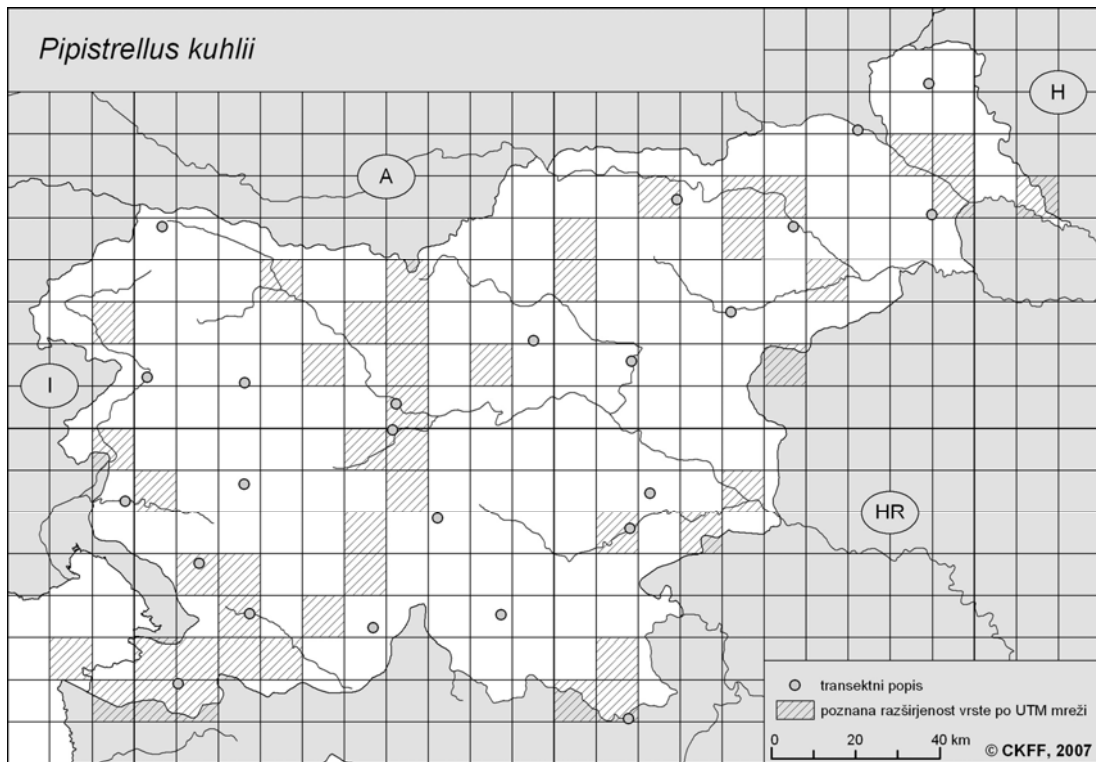 Pipistrellus kuhlii
H
A
I
HR
transektni popis
poznana razširjenost vrste po UTM mreži
0 20 40 km
© CKFF, 2007